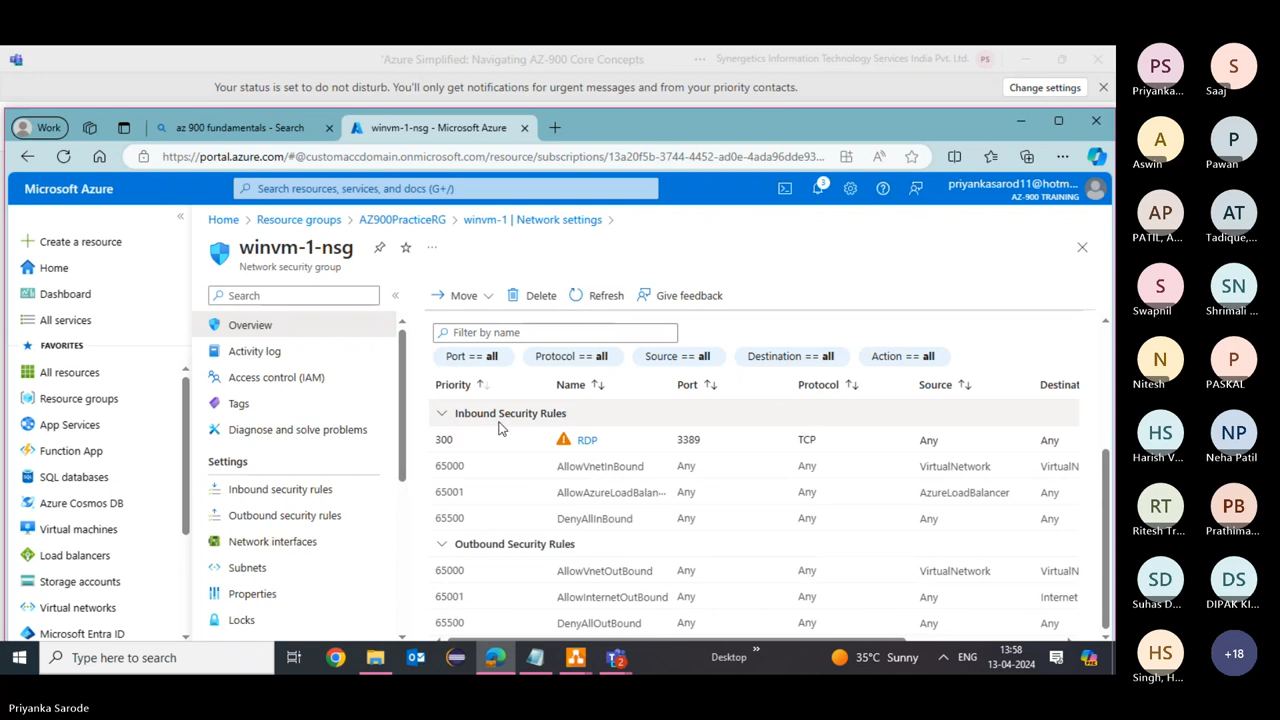 'Azure Simplified: Navigating AZ-900 Core Concepts
Synergetics Information Technology Services India Pvt. Ltd.
PS
Your status is set to do not disturb. You'll only get notifications for urgent messages and from your priority contacts.
Change settings
Work
az 900 fundamentals - Search
winvm-1-nsg - Microsoft Azure
https://portal.azure.com/#@customaccdomain.onmicrosoft.com/resource/subscriptions/13a20f5b-3744-4452-ad0e-4ada96dde93...
Microsoft Azure
Search resources, services, and docs (G+/)
3
priyankasarod11@hotm...
AZ-900 TRAINING
Create a resource
Home
Dashboard
All services
FAVORITES
All resources
Resource groups
App Services
Function App
SQL databases
Azure Cosmos DB
Virtual machines
Load balancers
Storage accounts
Virtual networks
Microsoft Entra ID
Home > Resource groups > AZ900PracticeRG > winvm-1 | Network settings >
winvm-1-nsg
Network security group
Search
Overview
Activity log
Access control (IAM)
Tags
Diagnose and solve problems
Settings
Inbound security rules
Outbound security rules
Network interfaces
Subnets
Properties
Locks
Move
Delete
Refresh
Give feedback
Filter by name
Port == all
Protocol == all
Source == all
Destination == all
Action == all
Priority Name Port Protocol Source Destinat
Inbound Security Rules
300 RDP 3389 TCP Any Any
65000 AllowVnetInBound Any Any VirtualNetwork VirtualN
65001 AllowAzureLoadBalan... Any Any AzureLoadBalancer Any
65500 DenyAllInBound Any Any Any Any
Outbound Security Rules
65000 AllowVnetOutBound Any Any VirtualNetwork VirtualN
65001 AllowInternetOutBound Any Any Any Internet
65500 DenyAllOutBound Any Any Any Any
Type here to search
2
Desktop
35°C Sunny
ENG
13:58
13-04-2024
PS
Priyanka...
S
Saaj
A
Aswin
P
Pawan
AP
PATIL, A...
AT
Tadique,...
S
Swapnil
SN
Shrimali ...
N
Nitesh
P
PASKAL
HS
Harish V...
NP
Neha Patil
RT
Ritesh Tr...
PB
Prathima...
SD
Suhas D...
DS
DIPAK KI...
HS
Singh, H...
+18
Priyanka Sarode